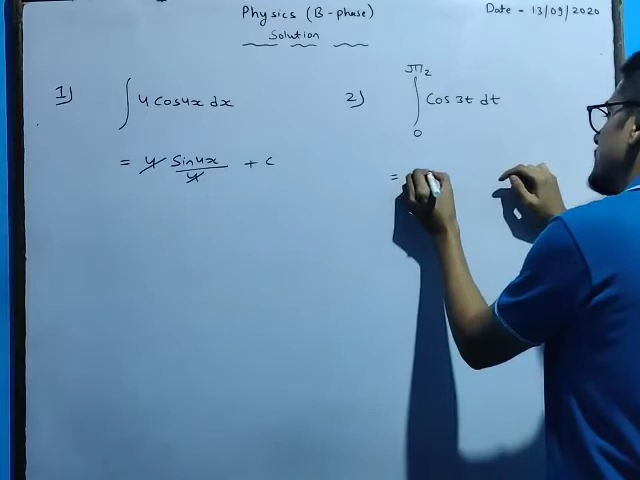 Physics (B-phase)
Date - 13/09/2020
Solution
1) ∫ 4 cos4x dx
= 4 sin4x/4 + c
2) ∫₀^π/2 cos 3t dt
=